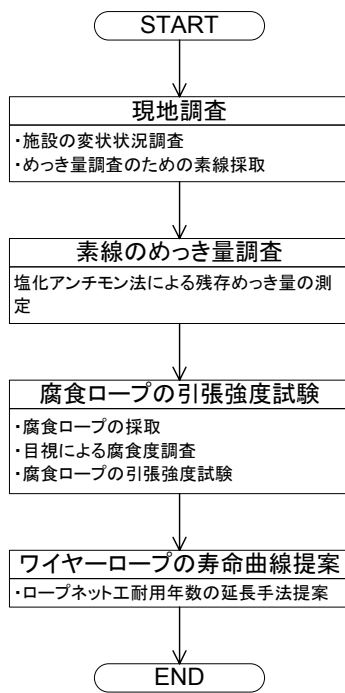 START
現地調査
・施設の変状状況調査
・めっき量調査のための素線採取
素線のめっき量調査
塩化アンチモン法による残存めっき量の測
定
腐食ロープの引張強度試験
・腐食ロープの採取
・目視による腐食度調査
・腐食ロープの引張強度試験
ワイヤーロープの寿命曲線提案
・ロープネット工耐用年数の延長手法提案
END